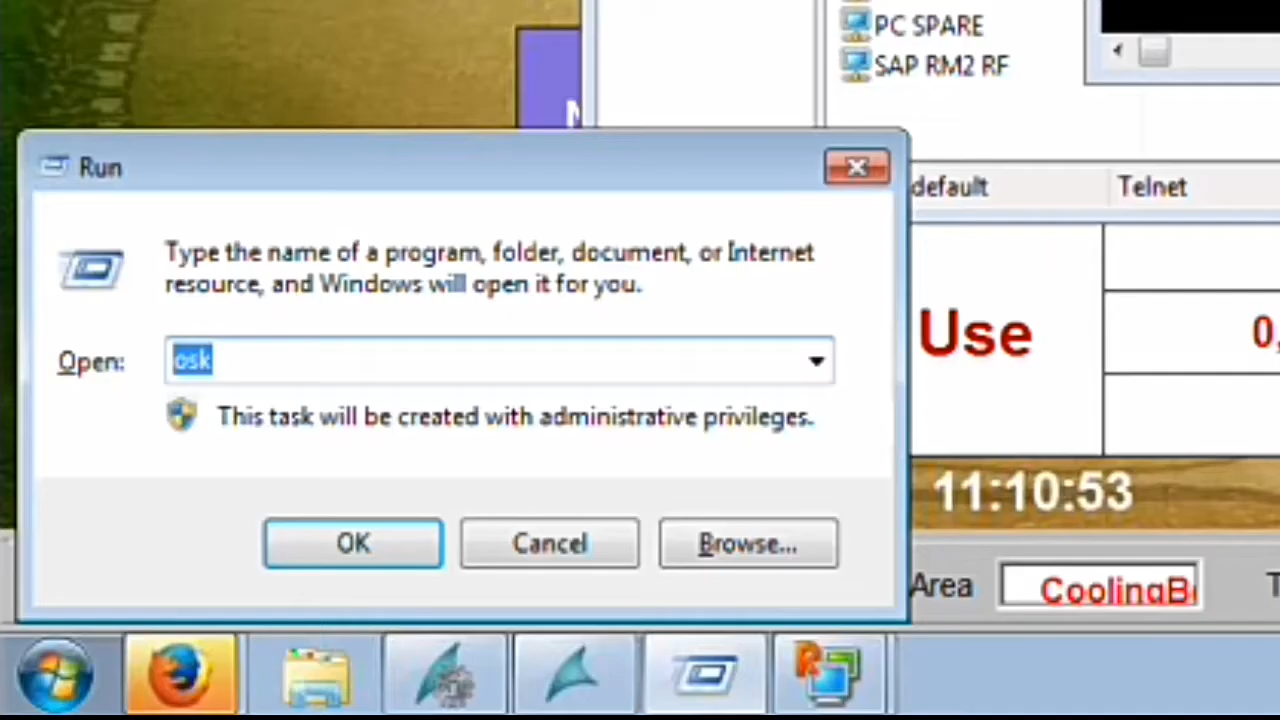 PC SPARE
SAP RM2 RF
Run
default
Telnet
Type the name of a program, folder, document, or Internet
resource, and Windows will open it for you.
Use
0,
Open:
osk
This task will be created with administrative privileges.
11:10:53
OK
Cancel
Browse...
Area
CoolingB